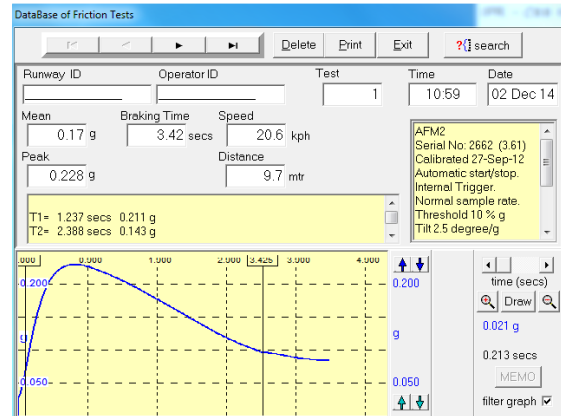 DataBase of Friction Tests
Delete Print Exit ?{] search
Runway ID Operator ID Test Time Date
1 10:59 02 Dec 14
Mean Braking Time Speed
0.17 g 3.42 secs 20.6 kph
Peak Distance
0.228 g 9.7 mtr
AFM2
Serial No: 2662 (3.61)
Calibrated 27-Sep-12
Automatic start/stop.
Internal Trigger.
Normal sample rate.
Threshold 10 % g
Tilt 2.5 degree/g
T1= 1.237 secs 0.211 g
T2= 2.388 secs 0.143 g
.000 0.000 1.000 2.000 3.425 3.000 4.000
0.200 0.200
g g
0.050 0.050
time (secs)
Draw
0.021 g
0.213 secs
MEMO
filter graph